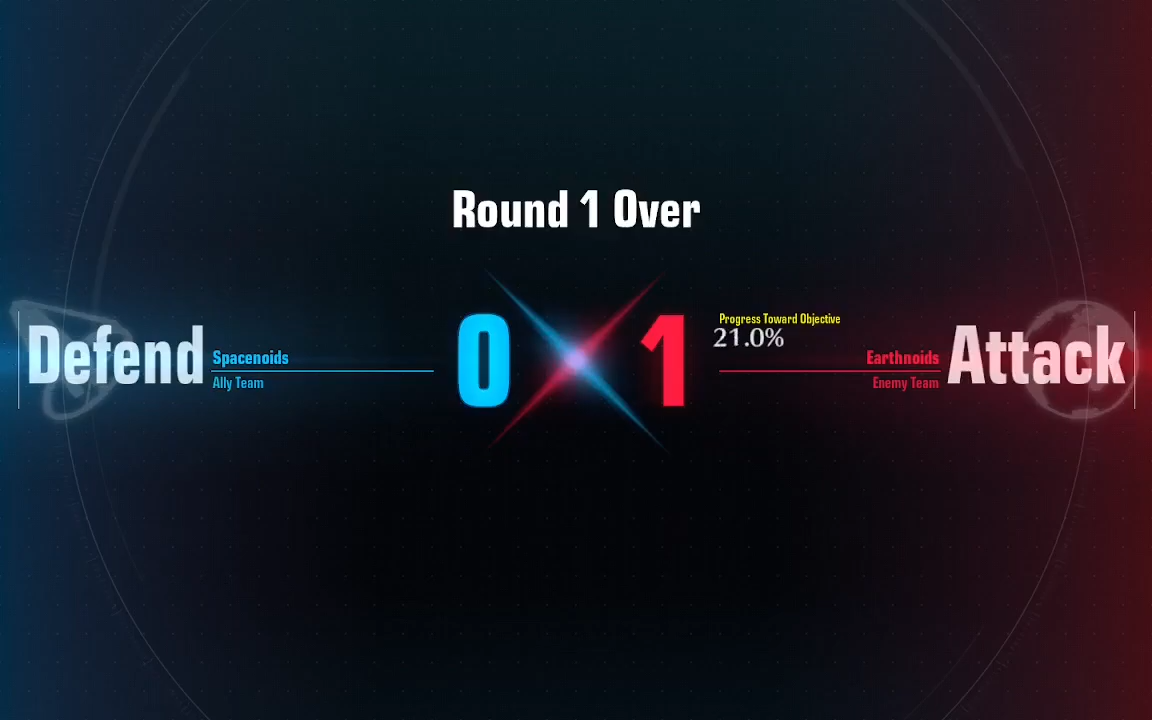 Round 1 Over
Defend
Spacenoids
Ally Team
0
1
Progress Toward Objective
21.0%
Earthnoids
Enemy Team
Attack